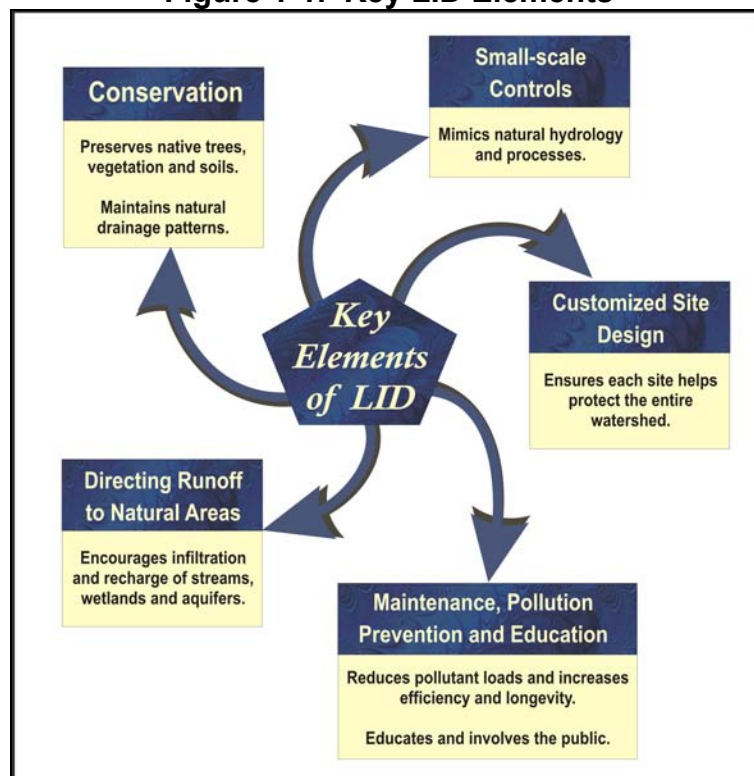 Figure Key LID Elements
Conservation
Preserves native trees,
vegetation and soils.
Maintains natural
drainage patterns.
Small-scale
Controls
Mimics natural hydrology
and processes.
Key
Elements
of LID
Customized Site
Design
Ensures each site helps
protect the entire
watershed.
Directing Runoff
to Natural Areas
Encourages infiltration
and recharge of streams,
wetlands and aquifers.
Maintenance, Pollution
Prevention and Education
Reduces pollutant loads and increases
efficiency and longevity.
Educates and involves the public.